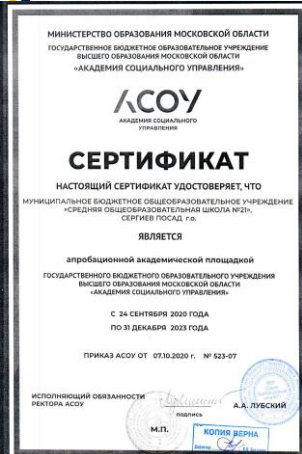 МИНИСТЕРСТВО ОБРАЗОВАНИЯ МОСКОВСКОЙ ОБЛАСТИ
ГОСУДАРСТВЕННОЕ БЮДЖЕТНОЕ ОБРАЗОВАТЕЛЬНОЕ УЧРЕЖДЕНИЕ
ВЫСШЕГО ОБРАЗОВАНИЯ МОСКОВСКОЙ ОБЛАСТИ
«АКАДЕМИЯ СОЦИАЛЬНОГО УПРАВЛЕНИЯ»
АСОУ
АКАДЕМИЯ СОЦИАЛЬНОГО
УПРАВЛЕНИЯ
СЕРТИФИКАТ
НАСТОЯЩИЙ СЕРТИФИКАТ УДОСТОВЕРЯЕТ, ЧТО
МУНИЦИПАЛЬНОЕ БЮДЖЕТНОЕ ОБЩЕОБРАЗОВАТЕЛЬНОЕ УЧРЕЖДЕНИЕ
«СРЕДНЯЯ ОБЩЕОБРАЗОВАТЕЛЬНАЯ ШКОЛА №21»,
СЕРГИЕВ ПОСАД г.о.
ЯВЛЯЕТСЯ
апробационной академической площадкой
ГОСУДАРСТВЕННОГО БЮДЖЕТНОГО ОБРАЗОВАТЕЛЬНОГО УЧРЕЖДЕНИЯ
ВЫСШЕГО ОБРАЗОВАНИЯ МОСКОВСКОЙ ОБЛАСТИ
«АКАДЕМИЯ СОЦИАЛЬНОГО УПРАВЛЕНИЯ»
С 24 СЕНТЯБРЯ 2020 ГОДА
ПО 31 ДЕКАБРЯ 2023 ГОДА
ПРИКАЗ АСОУ ОТ 07.10.2020 г. № 523-07
ИСПОЛНЯЮЩИЙ ОБЯЗАННОСТИ
РЕКТОРА АСОУ
подпись
А.А. ЛУБСКИЙ
М.П.
КОПИЯ ВЕРНА